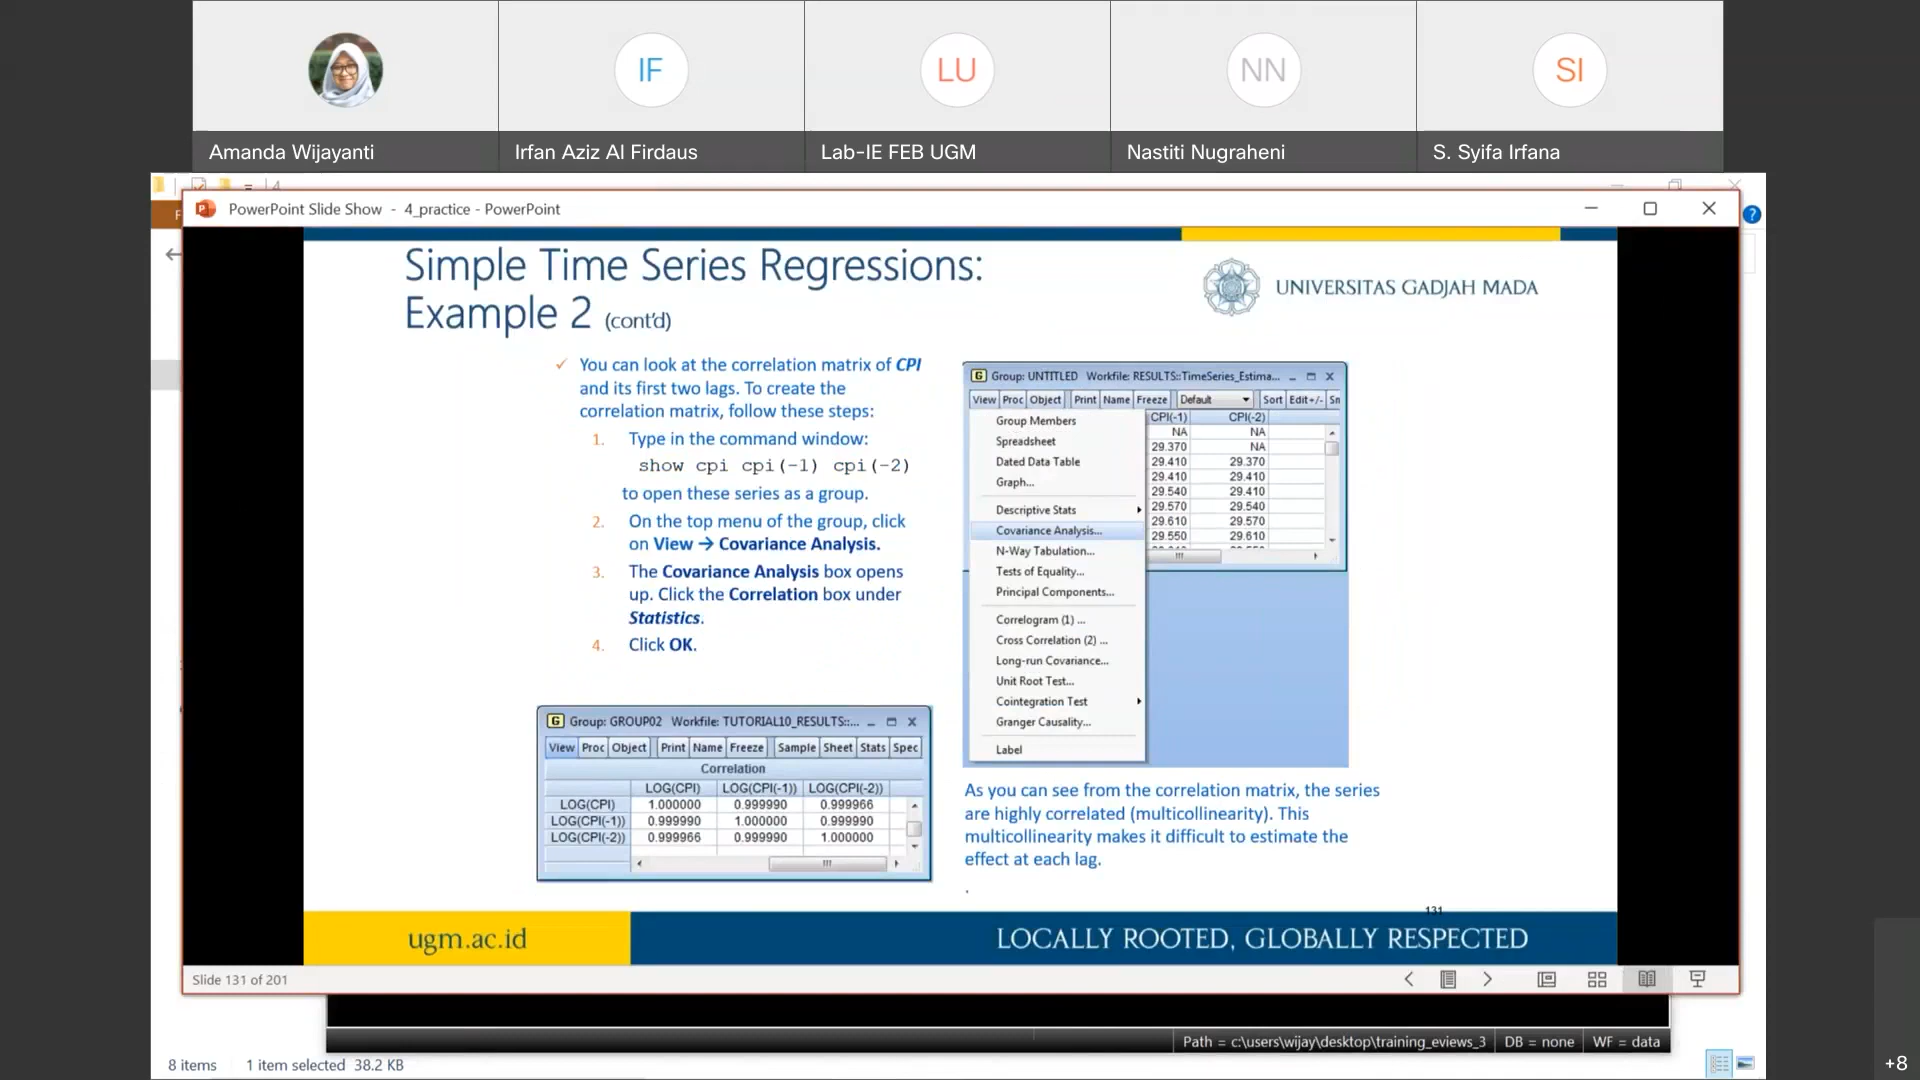 IF
LU
NN
SI
Amanda Wijayanti
Irfan Aziz Al Firdaus
Lab-IE FEB UGM
Nastiti Nugraheni
S. Syifa Irfana
PowerPoint Slide Show - 4_practice - PowerPoint
Simple Time Series Regressions:
Example 2 (cont'd)
UNIVERSITAS GADJAH MADA
✓ You can look at the correlation matrix of CPI
and its first two lags. To create the
correlation matrix, follow these steps:
1. Type in the command window:
show cpi cpi(-1) cpi(-2)
to open these series as a group.
2. On the top menu of the group, click
on View → Covariance Analysis.
3. The Covariance Analysis box opens
up. Click the Correlation box under
Statistics.
4. Click OK.
Group: UNTITLED Workfile: RESULTS::TimeSeries_Estima...
View Proc Object Print Name Freeze Default Sort Edit+/- Sn
Group Members
Spreadsheet
Dated Data Table
Graph...
Descriptive Stats
Covariance Analysis...
N-Way Tabulation...
Tests of Equality...
Principal Components...
Correlogram (1) ...
Cross Correlation (2) ...
Long-run Covariance...
Unit Root Test...
Cointegration Test
Granger Causality...
Label
CPI(-1) CPI(-2)
NA NA
29.370 NA
29.410 29.370
29.410 29.410
29.540 29.410
29.570 29.540
29.610 29.570
29.550 29.610
Group: GROUP02 Workfile: TUTORIAL10_RESULTS::...
View Proc Object Print Name Freeze Sample Sheet Stats Spec
Correlation
LOG(CPI) LOG(CPI(-1)) LOG(CPI(-2))
LOG(CPI) 1.000000 0.999990 0.999966
LOG(CPI(-1)) 0.999990 1.000000 0.999990
LOG(CPI(-2)) 0.999966 0.999990 1.000000
As you can see from the correlation matrix, the series
are highly correlated (multicollinearity). This
multicollinearity makes it difficult to estimate the
effect at each lag.
.
131
ugm.ac.id
LOCALLY ROOTED, GLOBALLY RESPECTED
Slide 131 of 201
Path = c:\users\wijay\desktop\training_eviews_3 DB = none WF = data
8 items 1 item selected 38.2 KB
+8